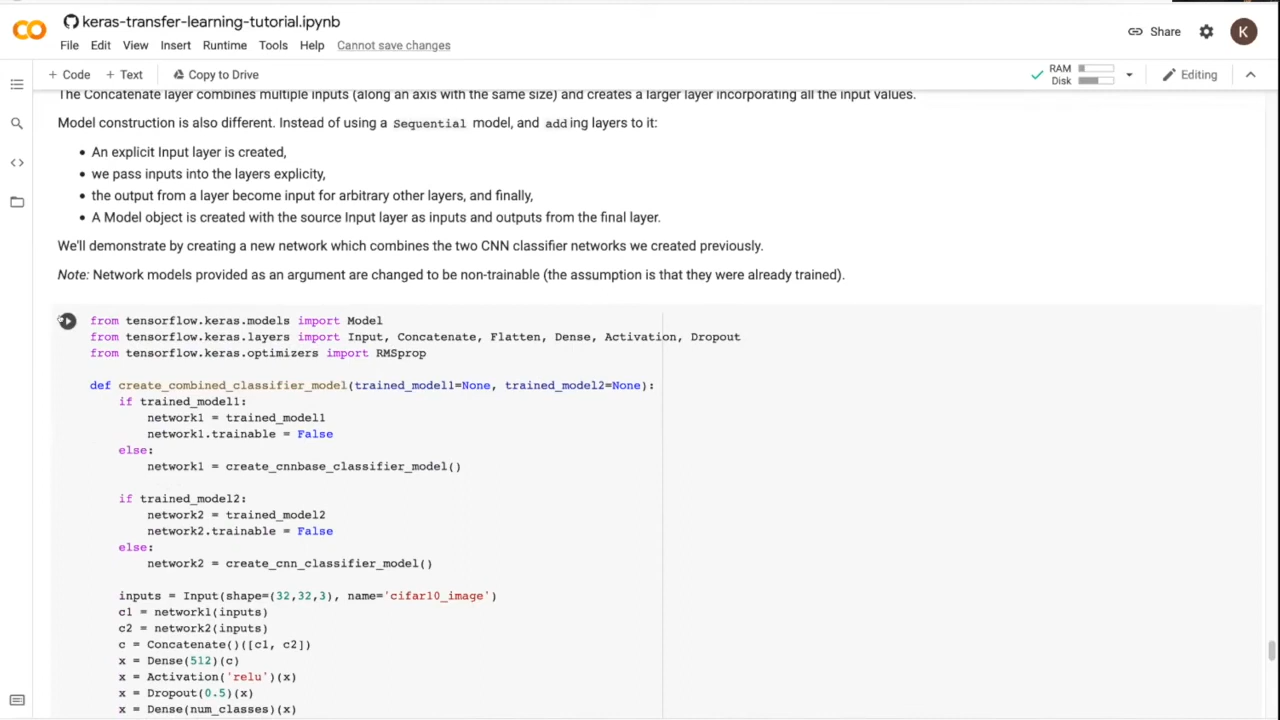 keras-transfer-learning-tutorial.ipynb
Share
K
File Edit View Insert Runtime Tools Help Cannot save changes
+ Code + Text Copy to Drive
RAM
Disk
Editing
The Concatenate layer combines multiple inputs (along an axis with the same size) and creates a larger layer incorporating all the input values.
Model construction is also different. Instead of using a Sequential model, and adding layers to it:
• An explicit Input layer is created,
• we pass inputs into the layers explicity,
• the output from a layer become input for arbitrary other layers, and finally,
• A Model object is created with the source Input layer as inputs and outputs from the final layer.
We'll demonstrate by creating a new network which combines the two CNN classifier networks we created previously.
Note: Network models provided as an argument are changed to be non-trainable (the assumption is that they were already trained).
from tensorflow.keras.models import Model
from tensorflow.keras.layers import Input, Concatenate, Flatten, Dense, Activation, Dropout
from tensorflow.keras.optimizers import RMSprop
def create_combined_classifier_model(trained_model1=None, trained_model2=None):
if trained_model1:
network1 = trained_model1
network1.trainable = False
else:
network1 = create_cnnbase_classifier_model()
if trained_model2:
network2 = trained_model2
network2.trainable = False
else:
network2 = create_cnn_classifier_model()
inputs = Input(shape=(32,32,3), name='cifar10_image')
c1 = network1(inputs)
c2 = network2(inputs)
c = Concatenate()([c1, c2])
x = Dense(512)(c)
x = Activation('relu')(x)
x = Dropout(0.5)(x)
x = Dense(num_classes)(x)